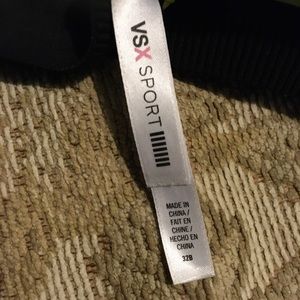 VSX SPORT
MADE IN
CHINA /
FAIT EN
CHINE /
HECHO EN
CHINA
32B